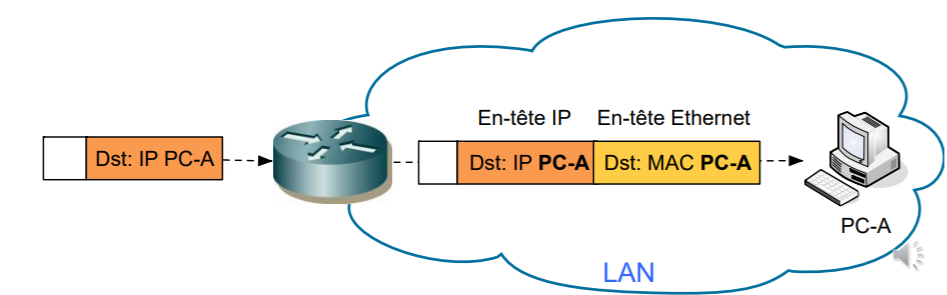 En-tête IP En-tête Ethernet
Dst: IP PC-A
Dst: IP PC-A
Dst: MAC PC-A
PC-A
LAN